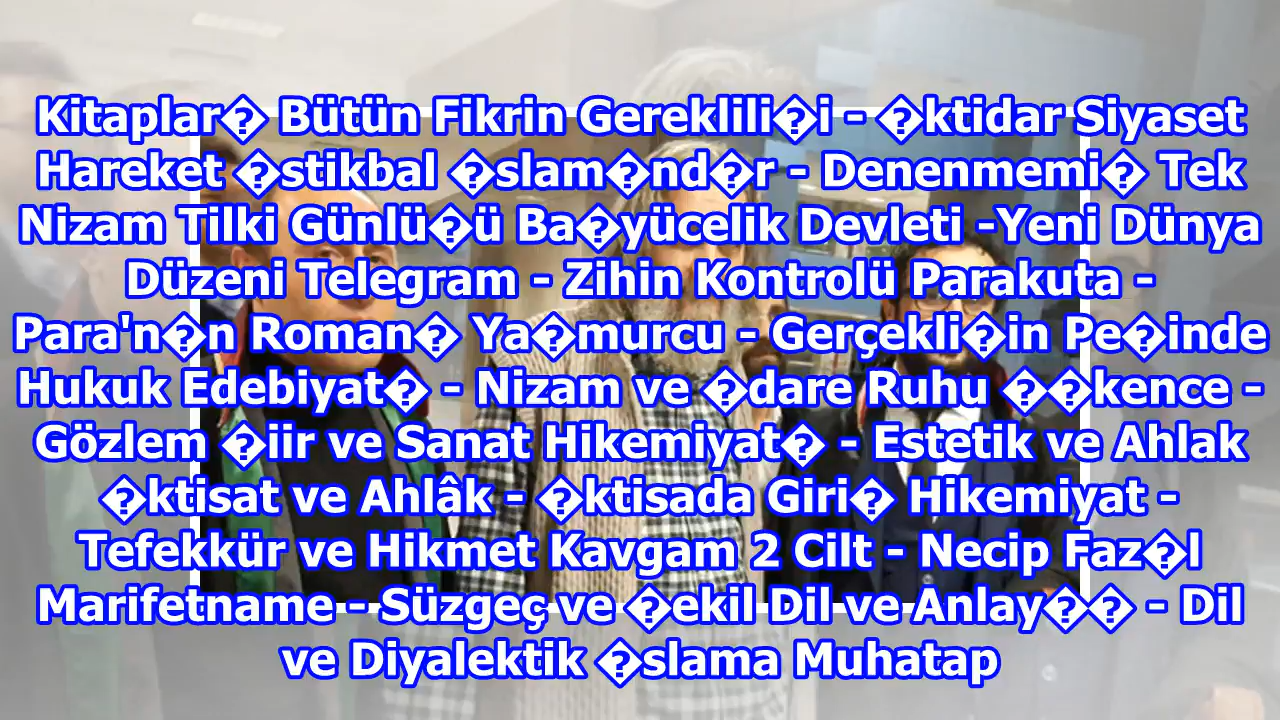 Kitaplar� Bütün Fikrin Gereklili�i - �ktidar Siyaset
Hareket �stikbal �slam�nd�r - Denenmemi� Tek
Nizam Tilki Günlü�ü Ba�yücelik Devleti -Yeni Dünya
Düzeni Telegram - Zihin Kontrolü Parakuta -
Para'n�n Roman� Ya�murcu - Gerçekli�in Pe�inde
Hukuk Edebiyat� - Nizam ve �dare Ruhu ��kence -
Gözlem �iir ve Sanat Hikemiyat� - Estetik ve Ahlak
�ktisat ve Ahlâk - �ktisada Giri� Hikemiyat -
Tefekkür ve Hikmet Kavgam 2 Cilt - Necip Faz�l
Marifetname - Süzgeç ve �ekil Dil ve Anlay�� - Dil
ve Diyalektik �slama Muhatap